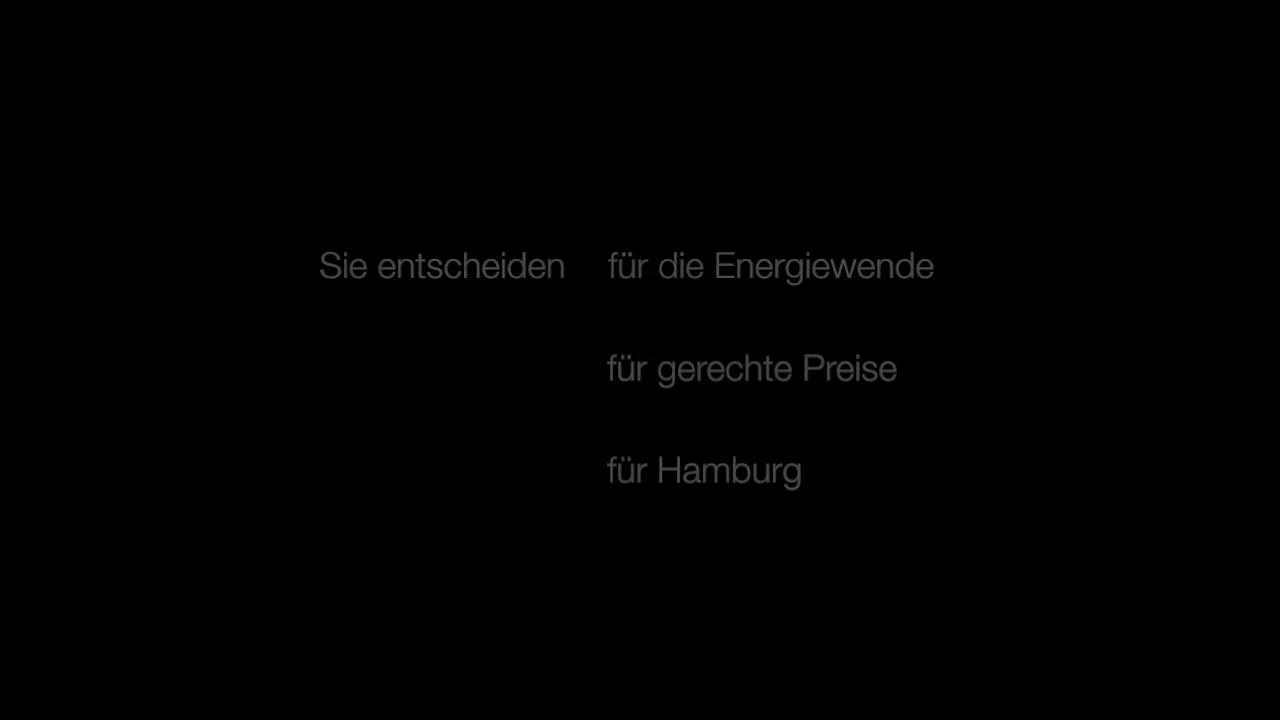 Sie entscheiden für die Energiewende
für gerechte Preise
für Hamburg